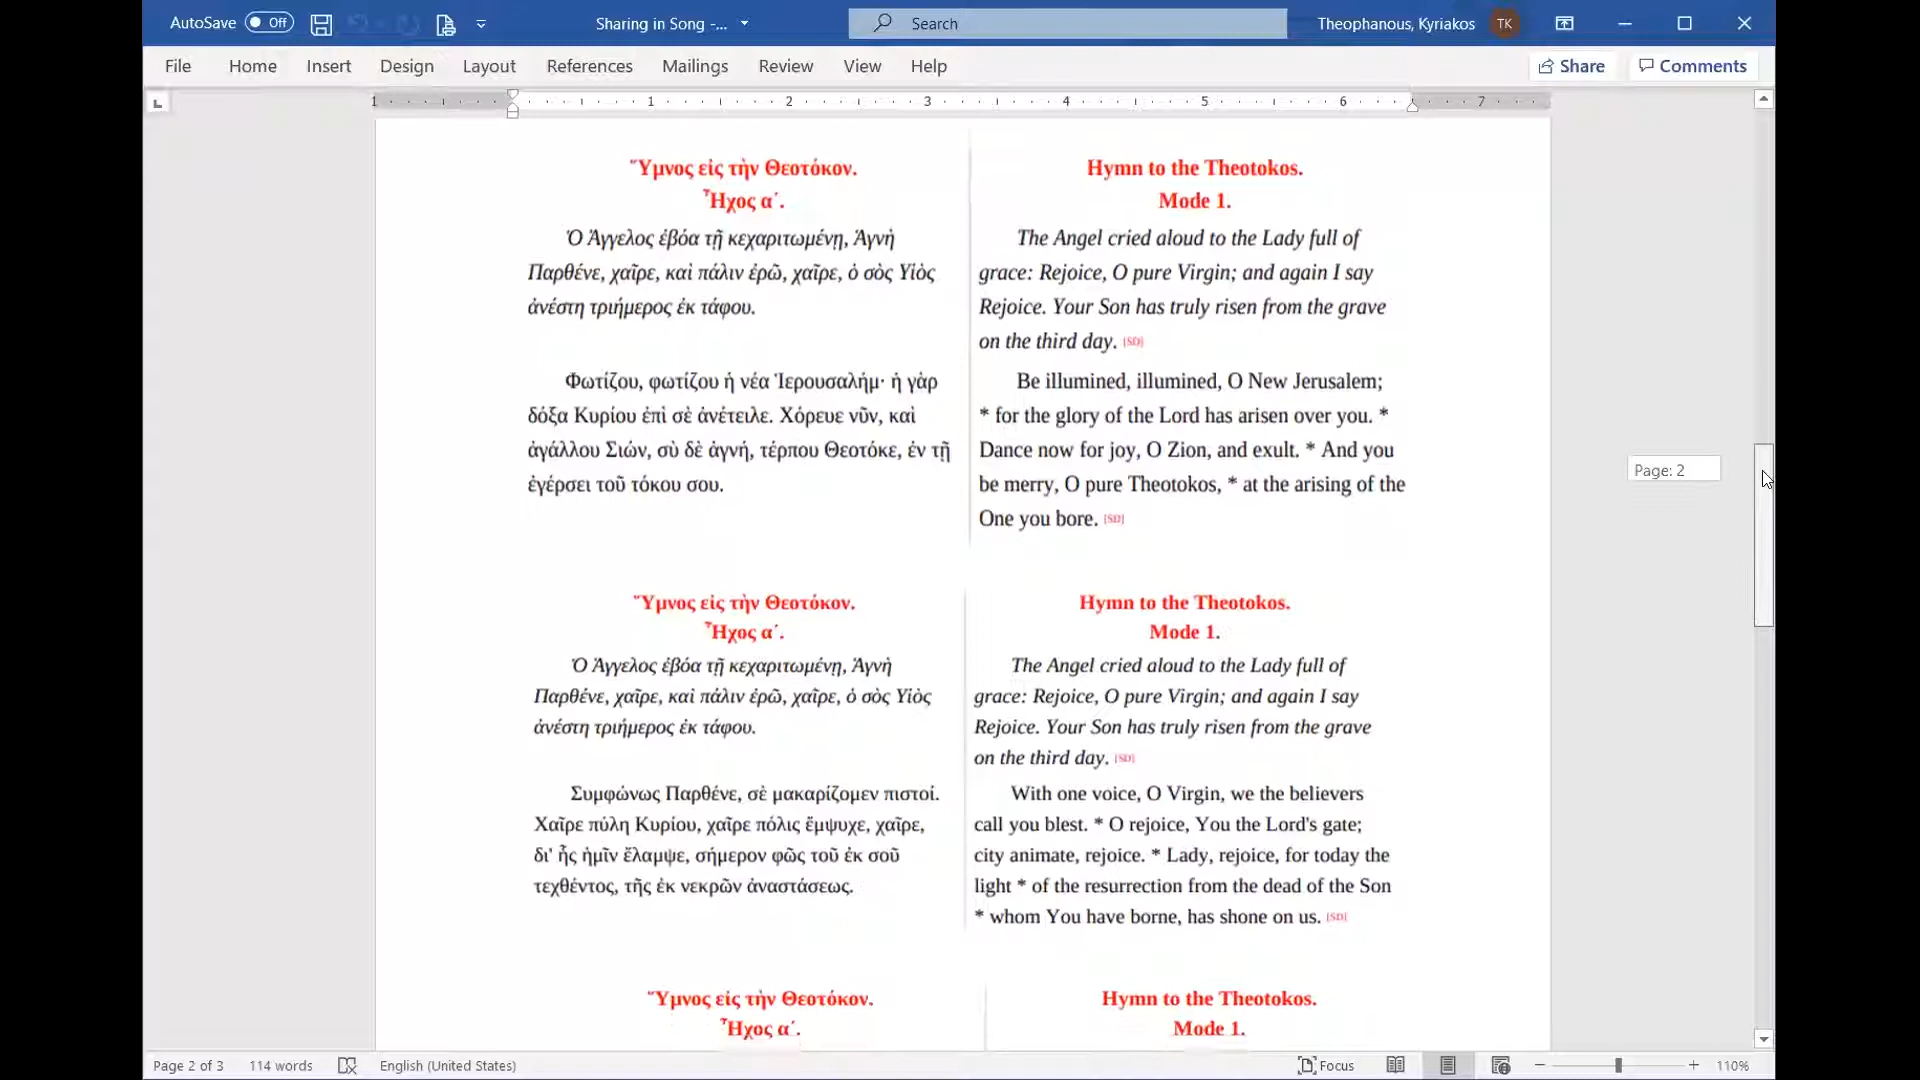 AutoSave Off Sharing in Song -... Search Theophanous, Kyriakos TK
File Home Insert Design Layout References Mailings Review View Help Share Comments
1 1 2 3 4 5 6 7
Ὕμνος εἰς τὴν Θεοτόκον.
Ἦχος α´.
Ὁ Ἄγγελος ἐβόα τῇ κεχαριτωμένῃ, Ἁγνὴ
Παρθένε, χαῖρε, καὶ πάλιν ἐρῶ, χαῖρε, ὁ σὸς Υἱὸς
ἀνέστη τριήμερος ἐκ τάφου.
Φωτίζου, φωτίζου ἡ νέα Ἱερουσαλήμ· ἡ γὰρ
δόξα Κυρίου ἐπὶ σὲ ἀνέτειλε. Χόρευε νῦν, καὶ
ἀγάλλου Σιών, σὺ δὲ ἁγνή, τέρπου Θεοτόκε, ἐν τῇ
ἐγέρσει τοῦ τόκου σου.
Hymn to the Theotokos.
Mode 1.
The Angel cried aloud to the Lady full of
grace: Rejoice, O pure Virgin; and again I say
Rejoice. Your Son has truly risen from the grave
on the third day. [SD]
Be illumined, illumined, O New Jerusalem;
* for the glory of the Lord has arisen over you. *
Dance now for joy, O Zion, and exult. * And you
be merry, O pure Theotokos, * at the arising of the
One you bore. [SD]
Page: 2
Ὕμνος εἰς τὴν Θεοτόκον.
Ἦχος α´.
Ὁ Ἄγγελος ἐβόα τῇ κεχαριτωμένῃ, Ἁγνὴ
Παρθένε, χαῖρε, καὶ πάλιν ἐρῶ, χαῖρε, ὁ σὸς Υἱὸς
ἀνέστη τριήμερος ἐκ τάφου.
Συμφώνως Παρθένε, σὲ μακαρίζομεν πιστοί.
Χαῖρε πύλη Κυρίου, χαῖρε πόλις ἔμψυχε, χαῖρε,
δι' ἧς ἡμῖν ἔλαμψε, σήμερον φῶς τοῦ ἐκ σοῦ
τεχθέντος, τῆς ἐκ νεκρῶν ἀναστάσεως.
Hymn to the Theotokos.
Mode 1.
The Angel cried aloud to the Lady full of
grace: Rejoice, O pure Virgin; and again I say
Rejoice. Your Son has truly risen from the grave
on the third day. [SD]
With one voice, O Virgin, we the believers
call you blest. * O rejoice, You the Lord's gate;
city animate, rejoice. * Lady, rejoice, for today the
light * of the resurrection from the dead of the Son
* whom You have borne, has shone on us. [SD]
Ὕμνος εἰς τὴν Θεοτόκον.
Ἦχος α´.
Hymn to the Theotokos.
Mode 1.
Page 2 of 3 114 words English (United States) Focus 110%